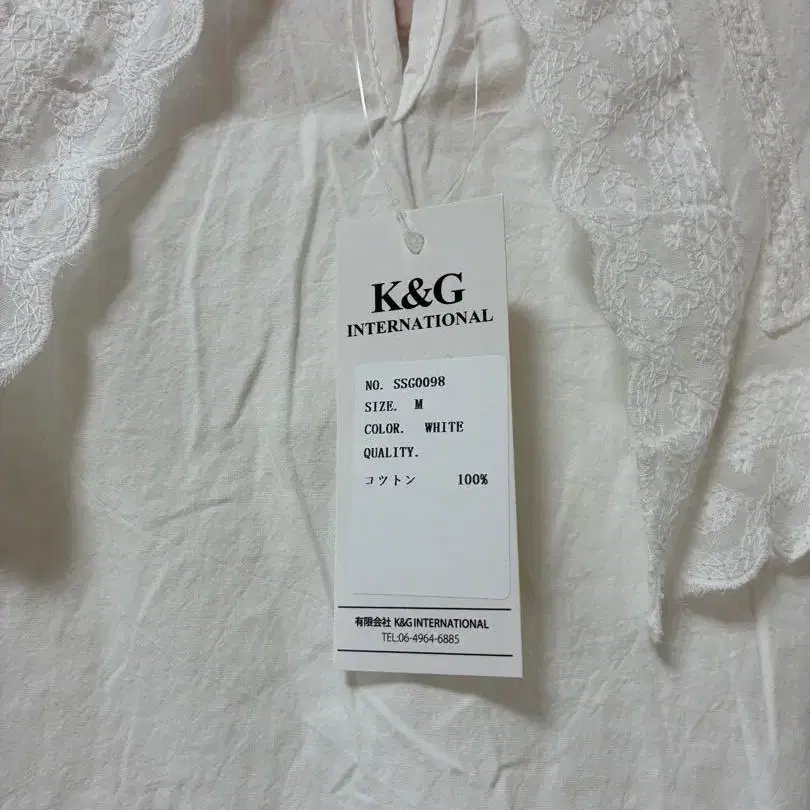 K&G
INTERNATIONAL
NO. SSG0098
SIZE. M
COLOR. WHITE
QUALITY.
コツトン 100%
有限会社 K&G INTERNATIONAL
TEL:06-4964-6885